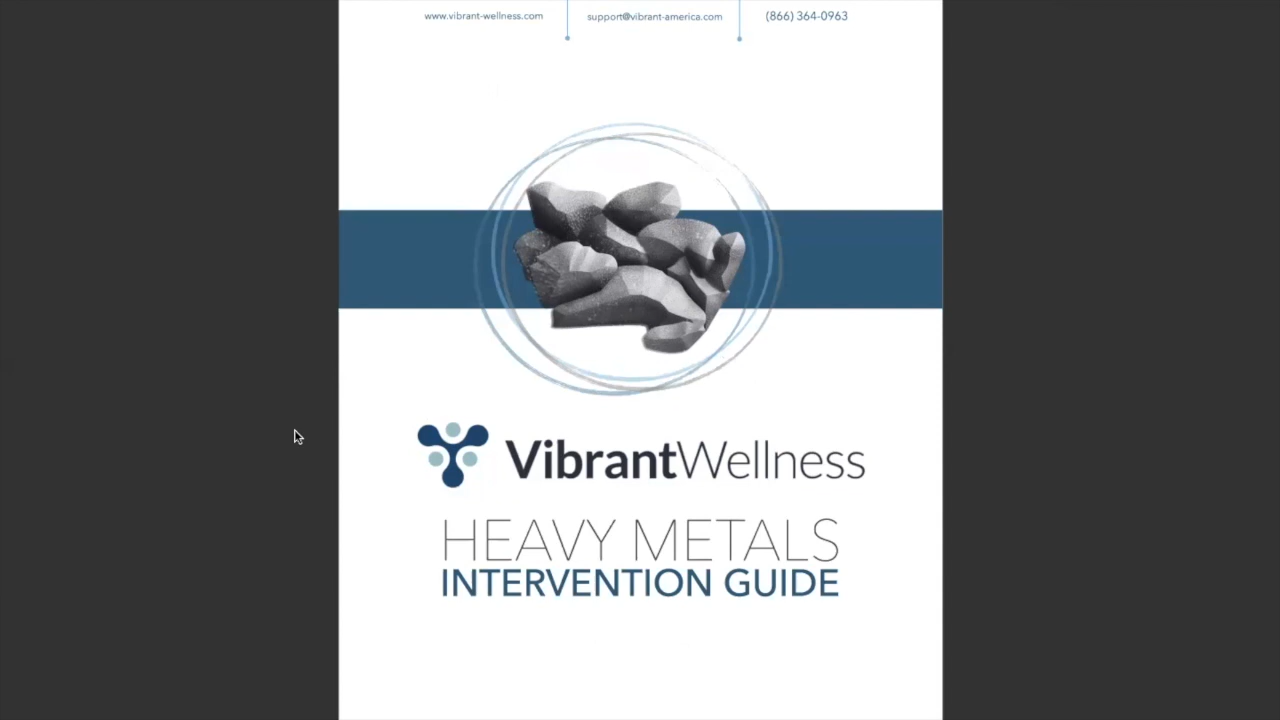 www.vibrant-wellness.com
support@vibrant-america.com
(866) 364-0963
VibrantWellness
HEAVY METALS
INTERVENTION GUIDE